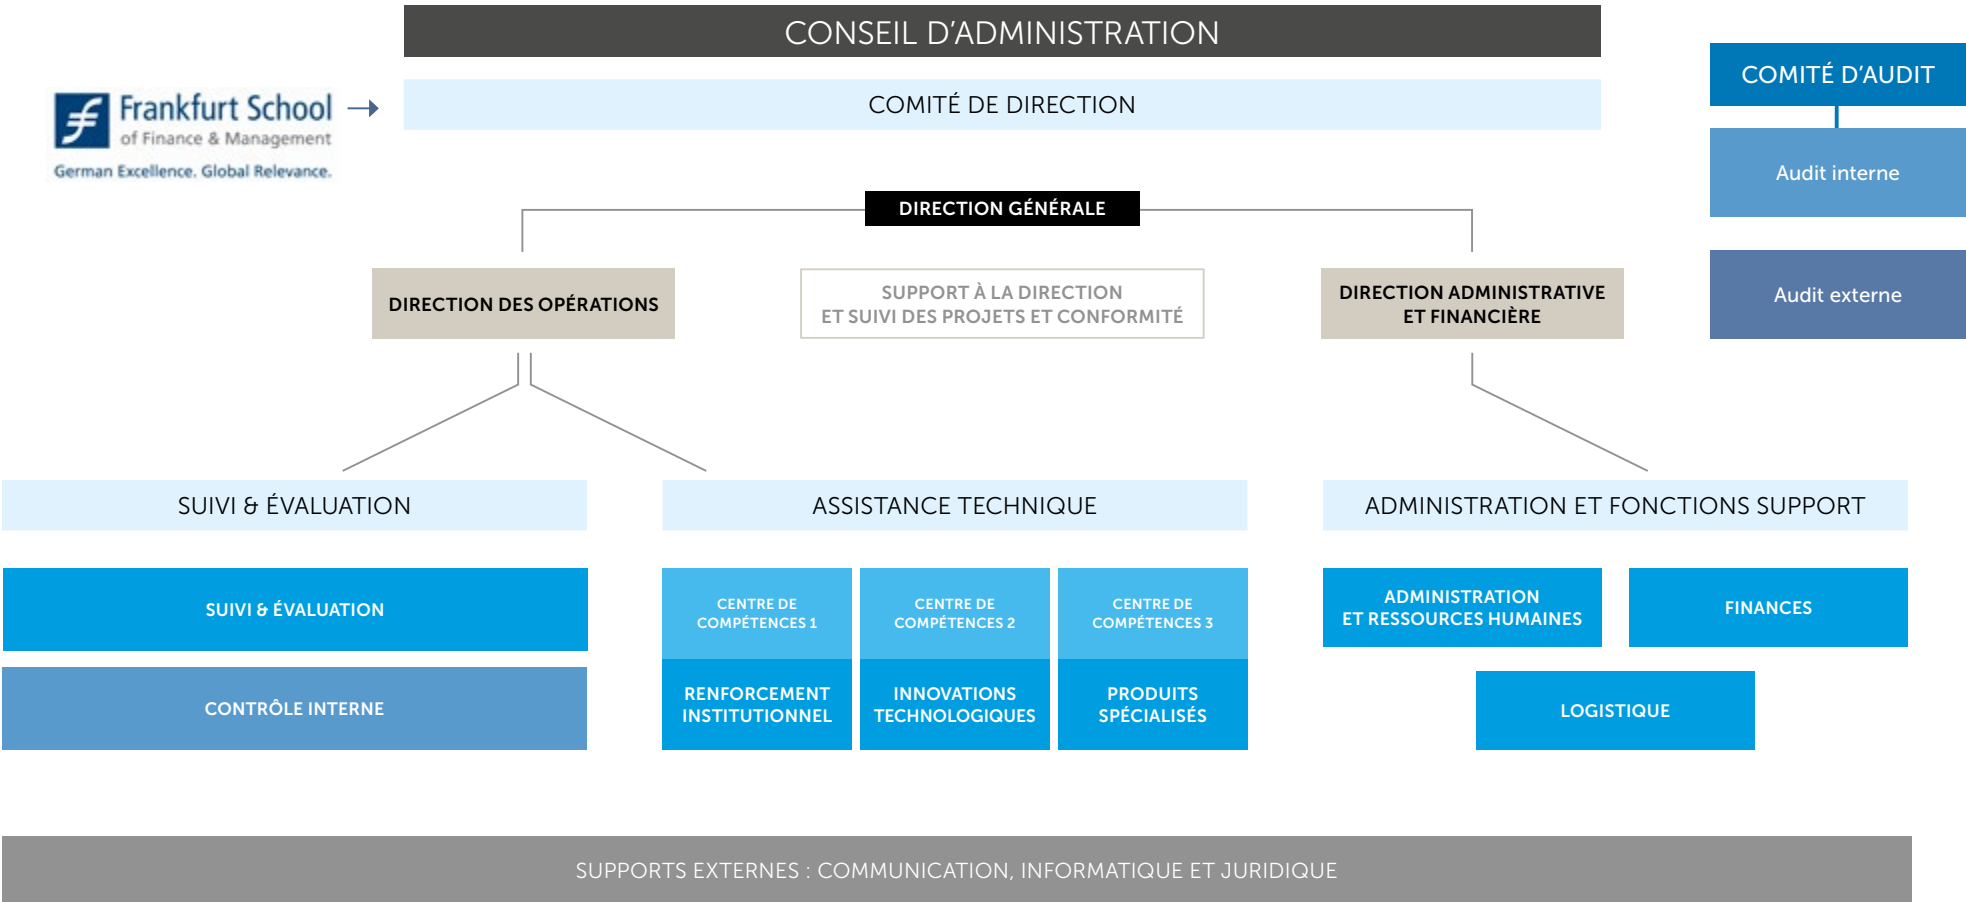 CONSEIL D’ADMINISTRATION
COMITÉ DE DIRECTION
Frankfurt School
of Finance & Management
German Excellence. Global Relevance.
COMITÉ D’AUDIT
Audit interne
Audit externe
DIRECTION GÉNÉRALE
DIRECTION DES OPÉRATIONS
SUPPORT À LA DIRECTION
ET SUIVI DES PROJETS ET CONFORMITÉ
DIRECTION ADMINISTRATIVE
ET FINANCIÈRE
SUIVI & ÉVALUATION
SUIVI & ÉVALUATION
CONTRÔLE INTERNE
ASSISTANCE TECHNIQUE
CENTRE DE
COMPÉTENCES 1
RENFORCEMENT
INSTITUTIONNEL
CENTRE DE
COMPÉTENCES 2
INNOVATIONS
TECHNOLOGIQUES
CENTRE DE
COMPÉTENCES 3
PRODUITS
SPÉCIALISÉS
ADMINISTRATION ET FONCTIONS SUPPORT
ADMINISTRATION
ET RESSOURCES HUMAINES
FINANCES
LOGISTIQUE
SUPPORTS EXTERNES : COMMUNICATION, INFORMATIQUE ET JURIDIQUE